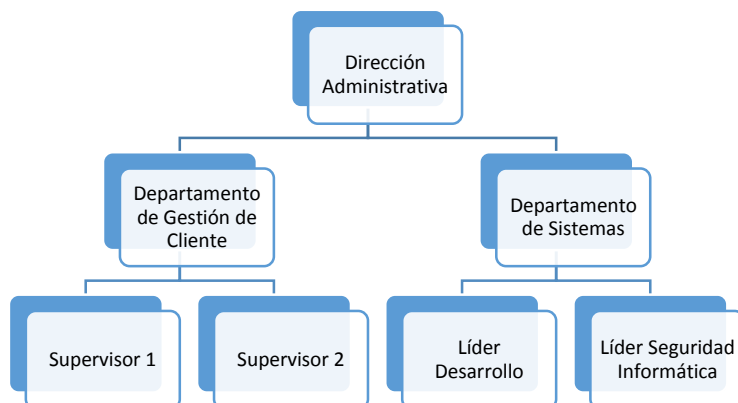 Dirección
Administrativa
Departamento
de Gestión de
Cliente
Departamento
de Sistemas
Supervisor 1
Supervisor 2
Líder
Desarrollo
Líder Seguridad
Informática